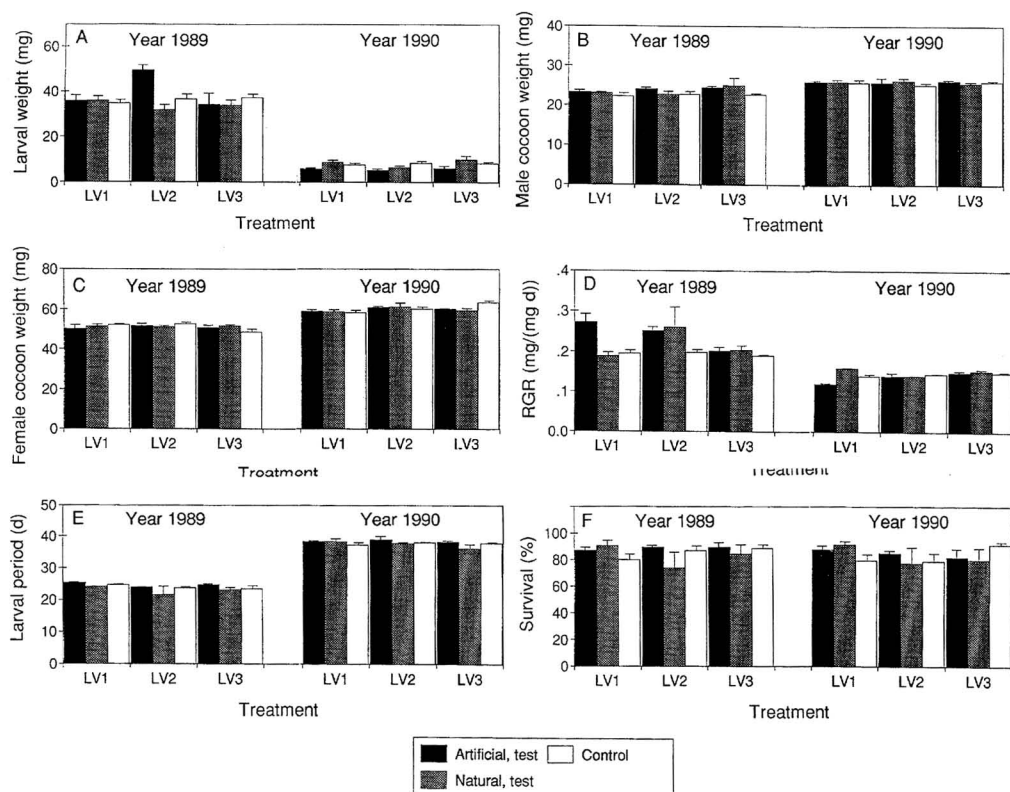 A Year 1989 Year 1990
Larval weight (mg)
60
40
20
0
LV1 LV2 LV3 LV1 LV2 LV3
Treatment
B Year 1989 Year 1990
Male cocoon weight (mg)
40
30
20
10
0
LV1 LV2 LV3 LV1 LV2 LV3
Treatment
C Year 1989 Year 1990
Female cocoon weight (mg)
80
60
40
20
0
LV1 LV2 LV3 LV1 LV2 LV3
Treatment
D Year 1989 Year 1990
RGR (mg/(mg d))
.4
.3
.2
.1
0.0
LV1 LV2 LV3 LV1 LV2 LV3
Treatment
E Year 1989 Year 1990
Larval period (d)
50
40
30
20
10
0
LV1 LV2 LV3 LV1 LV2 LV3
Treatment
F Year 1989 Year 1990
Survival (%)
100
80
60
40
20
0
LV1 LV2 LV3 LV1 LV2 LV3
Treatment
Artificial, test Control
Natural, test